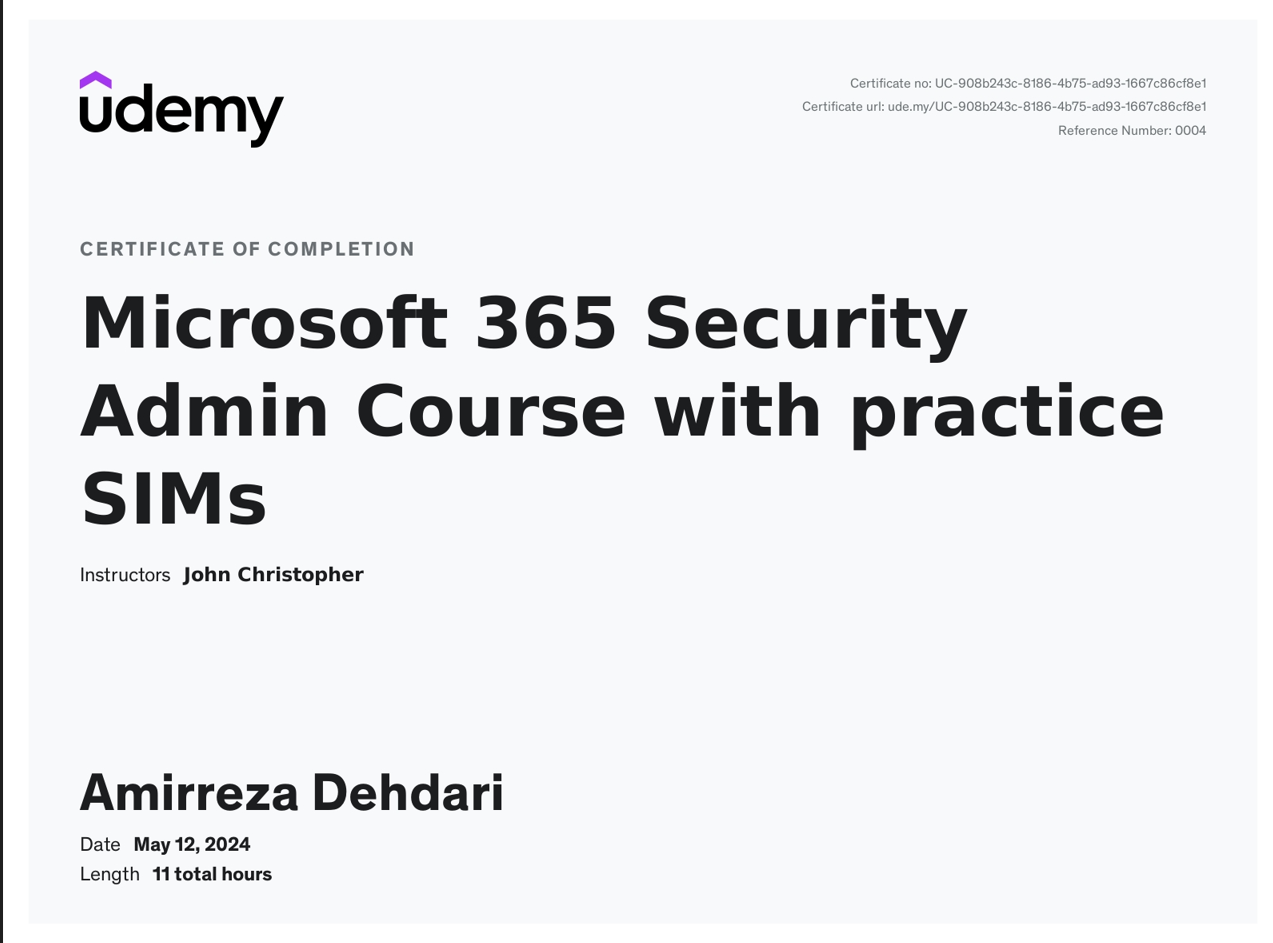 udemy
Certificate no: UC-908b243c-8186-4b75-ad93-1667c86cf8e1
Certificate url: ude.my/UC-908b243c-8186-4b75-ad93-1667c86cf8e1
Reference Number: 0004
CERTIFICATE OF COMPLETION
Microsoft 365 Security
Admin Course with practice
SIMs
Instructors John Christopher
Amirreza Dehdari
Date May 12, 2024
Length 11 total hours